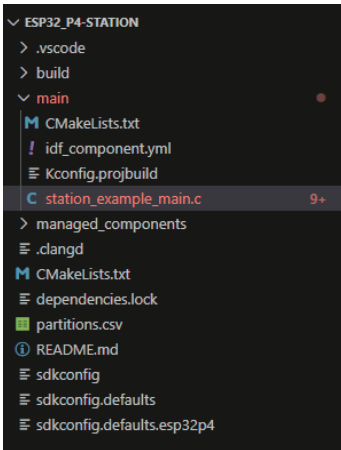 ESP32_P4-STATION
.vscode
build
main
CMakeLists.txt
idf_component.yml
Kconfig.projbuild
station_example_main.c 9+
managed_components
.clangd
CMakeLists.txt
dependencies.lock
partitions.csv
README.md
sdkconfig
sdkconfig.defaults
sdkconfig.defaults.esp32p4